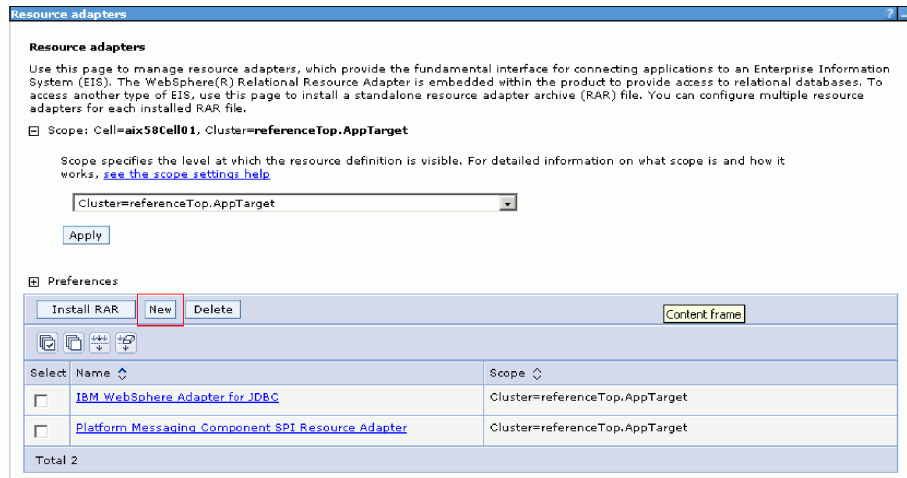 Resource adapters
?
Resource adapters
Use this page to manage resource adapters, which provide the fundamental interface for connecting applications to an Enterprise Information
System (EIS). The WebSphere(R) Relational Resource Adapter is embedded within the product to provide access to relational databases. To
access another type of EIS, use this page to install a standalone resource adapter archive (RAR) file. You can configure multiple resource
adapters for each installed RAR file.
Scope: Cell=aix58Cell01, Cluster=referenceTop.AppTarget
Scope specifies the level at which the resource definition is visible. For detailed information on what scope is and how it
works, see the scope settings help
Cluster=referenceTop.AppTarget
Apply
Preferences
Install RAR New Delete
Content frame
Select Name Scope
IBM WebSphere Adapter for JDBC Cluster=referenceTop.AppTarget
Platform Messaging Component SPI Resource Adapter Cluster=referenceTop.AppTarget
Total 2